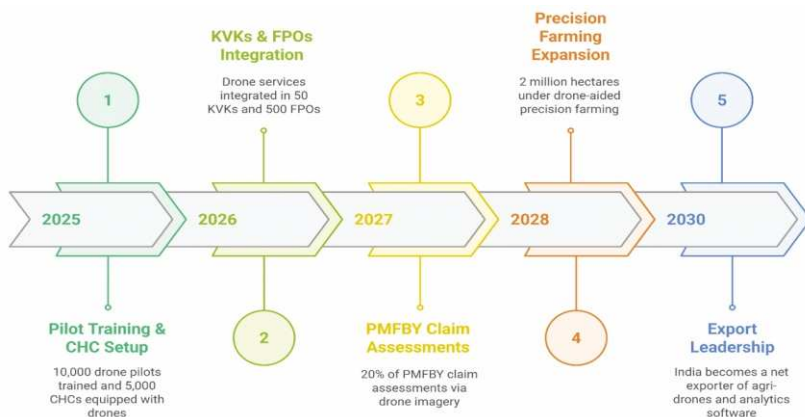 KVKs & FPOs
Integration
Drone services
integrated in 50
KVKs and 500 FPOs
Precision
Farming
Expansion
2 million hectares
under drone-aided
precision farming
1
3
5
2025
2026
2027
2028
2030
2
4
Pilot Training &
CHC Setup
10,000 drone pilots
trained and 5,000
CHCs equipped with
drones
PMFBY Claim
Assessments
20% of PMFBY claim
assessments via
drone imagery
Export
Leadership
India becomes a net
exporter of agri-
drones and analytics
software